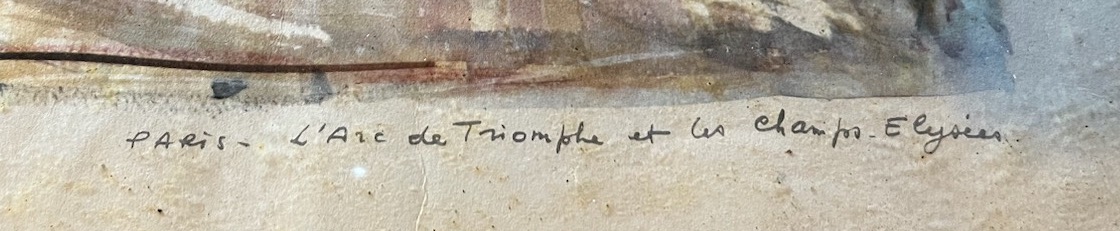 PARiS - L'Arc de Triomphe et les Champs-Elysées.